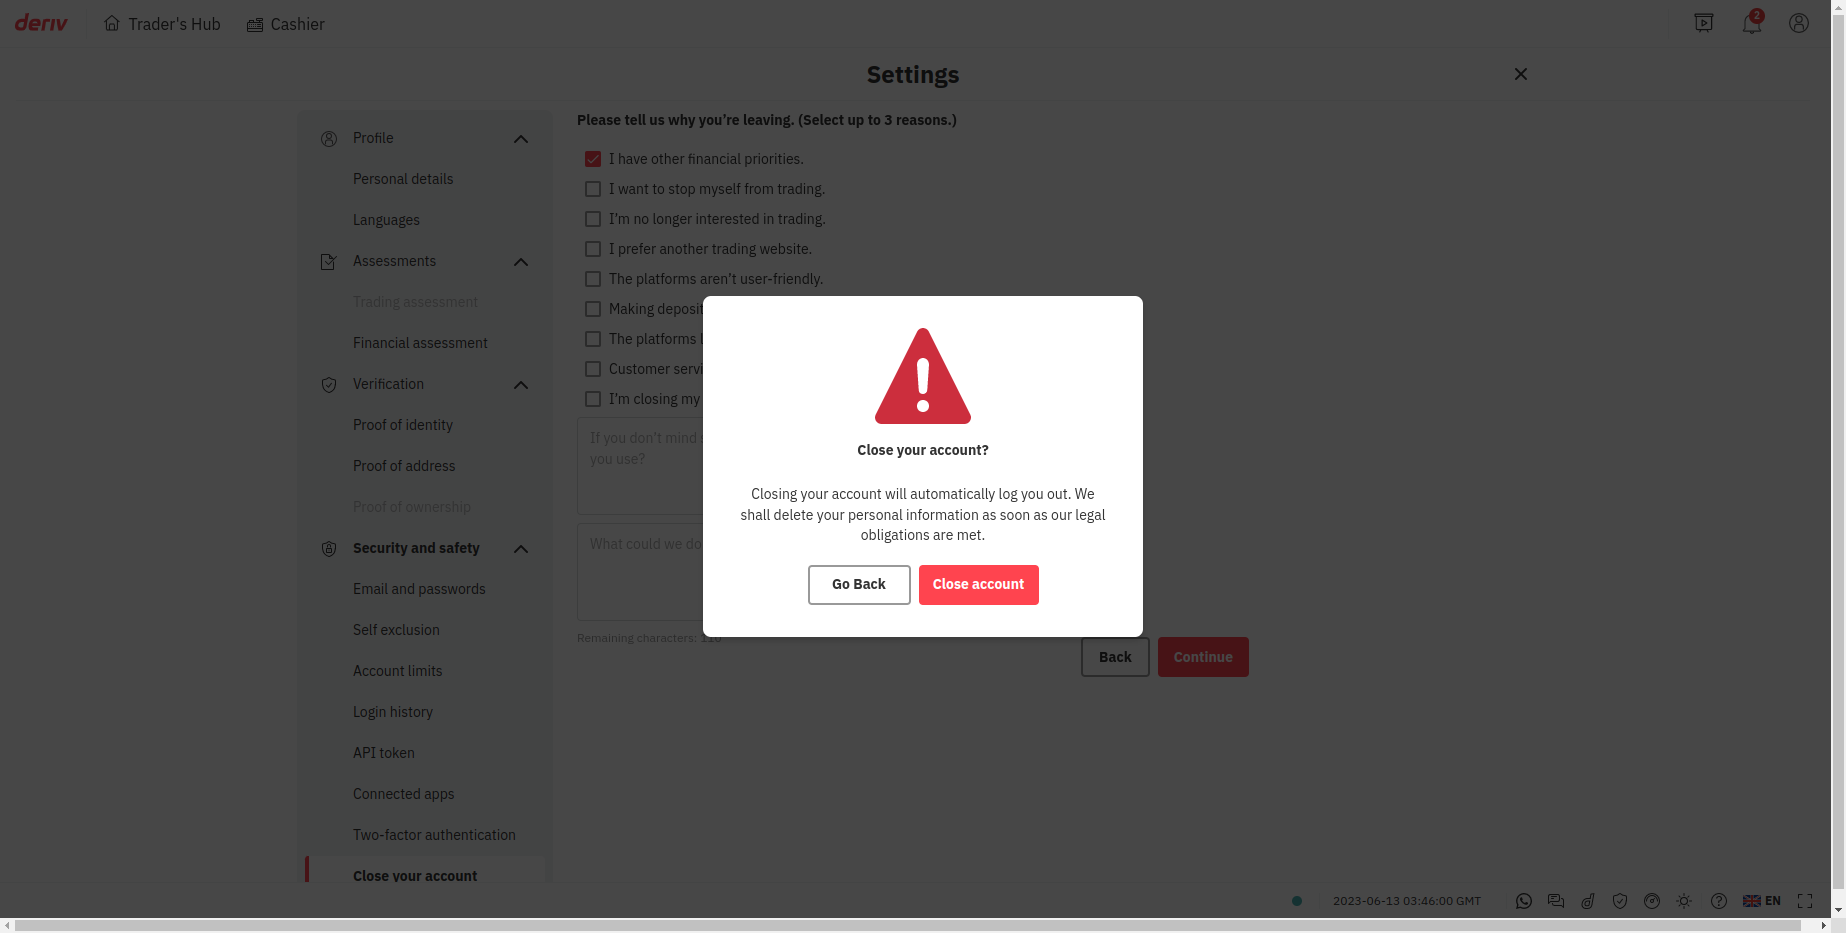 deriv
Trader's Hub
Cashier
2
Settings
Profile
Personal details
Languages
Assessments
Trading assessment
Financial assessment
Verification
Proof of identity
Proof of address
Proof of ownership
Security and safety
Email and passwords
Self exclusion
Account limits
Login history
API token
Connected apps
Two-factor authentication
Close your account
Please tell us why you’re leaving. (Select up to 3 reasons.)
I have other financial priorities.
I want to stop myself from trading.
I’m no longer interested in trading.
I prefer another trading website.
The platforms aren’t user-friendly.
Making
The platforms
Customer
I’m closing my
If you don’t mind
you use?
What could we do
Remaining characters: 110
Back
Continue
Close your account?
Closing your account will automatically log you out. We
shall delete your personal information as soon as our legal
obligations are met.
Go Back
Close account
2023-06-13 03:46:00 GMT
EN